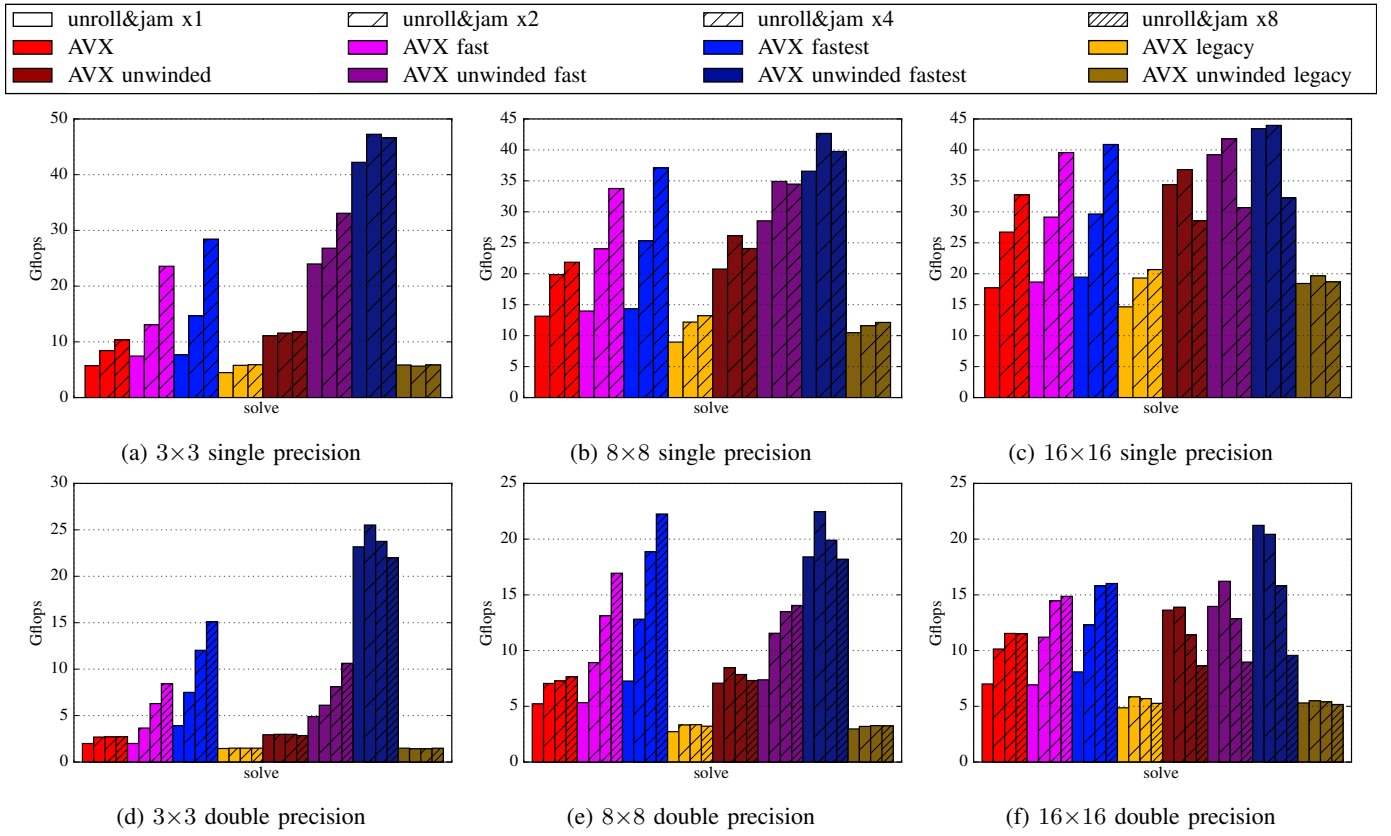 unroll&jam x1 unroll&jam x2 unroll&jam x4 unroll&jam x8
AVX AVX fast AVX fastest AVX legacy
AVX unwinded AVX unwinded fast AVX unwinded fastest AVX unwinded legacy
50
40
30
20
10
0
Gflops
solve
(a) 3×3 single precision
45
40
35
30
25
20
15
10
5
0
Gflops
solve
(b) 8×8 single precision
45
40
35
30
25
20
15
10
5
0
Gflops
solve
(c) 16×16 single precision
30
25
20
15
10
5
0
Gflops
solve
(d) 3×3 double precision
25
20
15
10
5
0
Gflops
solve
(e) 8×8 double precision
25
20
15
10
5
0
Gflops
solve
(f) 16×16 double precision